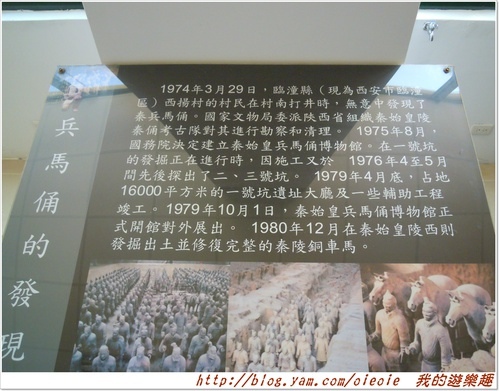 兵馬俑的發現
1974年3月29日，臨潼縣（現為西安市臨潼
區）西揚村的村民在村南打井時，無意中發現了
秦兵馬俑。國家文物局委派陝西省組織秦始皇陵
秦俑考古隊對其進行勘察和清理。 1975年8月，
國務院決定建立秦始皇兵馬俑博物館。在一號坑
的發掘正在進行時，因施工又於 1976年4至5月
間先後探出了二、三號坑。 1979年4月底，占地
16000平方米的一號坑遺址大廳及一些輔助工程
竣工。1979年10月1日，秦始皇兵馬俑博物館正
式開館對外展出。 1980年12月在秦始皇陵西則
發掘出土並修復完整的秦陵銅車馬。
http://blog.yam.com/oieoie 我的遊樂趣